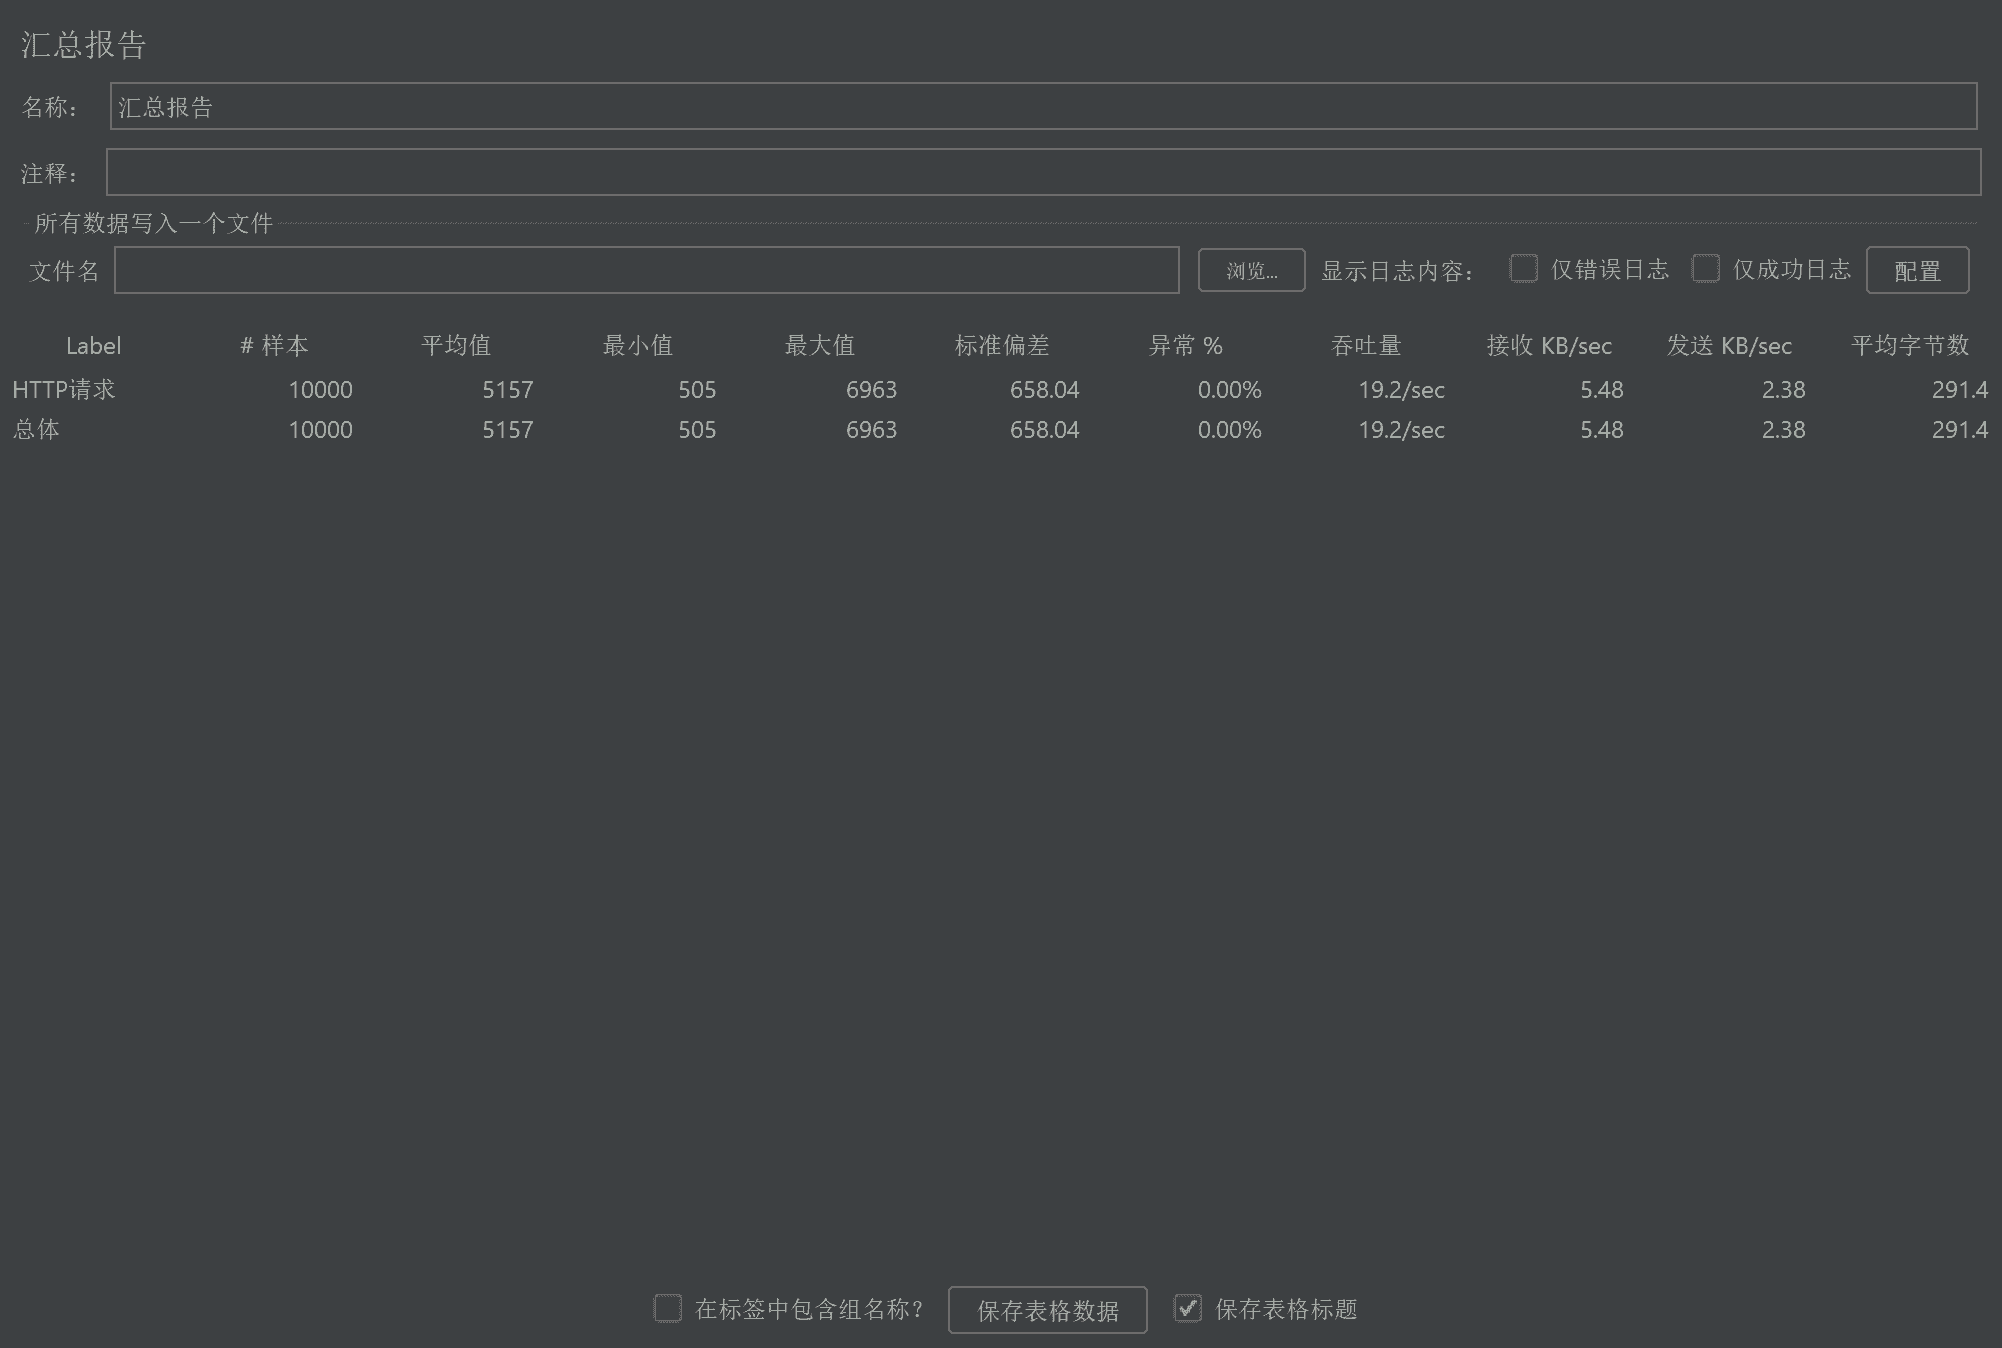 汇总报告
名称： 汇总报告
注释：
所有数据写入一个文件
文件名 浏览... 显示日志内容： 仅错误日志 仅成功日志 配置
Label # 样本 平均值 最小值 最大值 标准偏差 异常 % 吞吐量 接收 KB/sec 发送 KB/sec 平均字节数
HTTP请求 10000 5157 505 6963 658.04 0.00% 19.2/sec 5.48 2.38 291.4
总体 10000 5157 505 6963 658.04 0.00% 19.2/sec 5.48 2.38 291.4
在标签中包含组名称？ 保存表格数据 保存表格标题